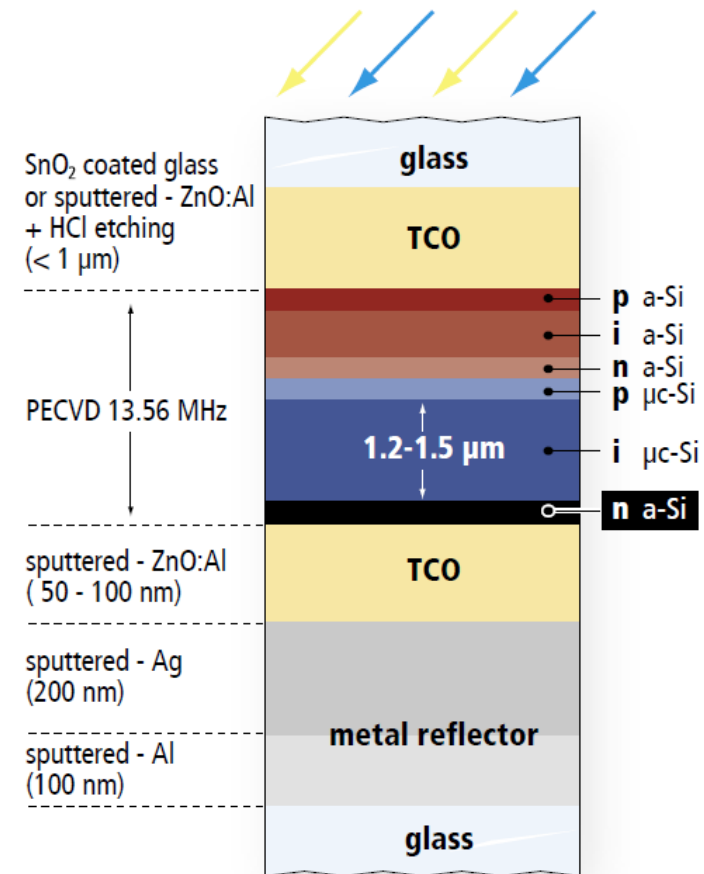 glass
SnO₂ coated glass
or sputtered - ZnO:Al
+ HCl etching
(< 1 µm)
TCO
p a-Si
i a-Si
n a-Si
p µc-Si
PECVD 13.56 MHz
1.2-1.5 µm
i µc-Si
n a-Si
sputtered - ZnO:Al
( 50 - 100 nm)
TCO
sputtered - Ag
(200 nm)
metal reflector
sputtered - Al
(100 nm)
glass